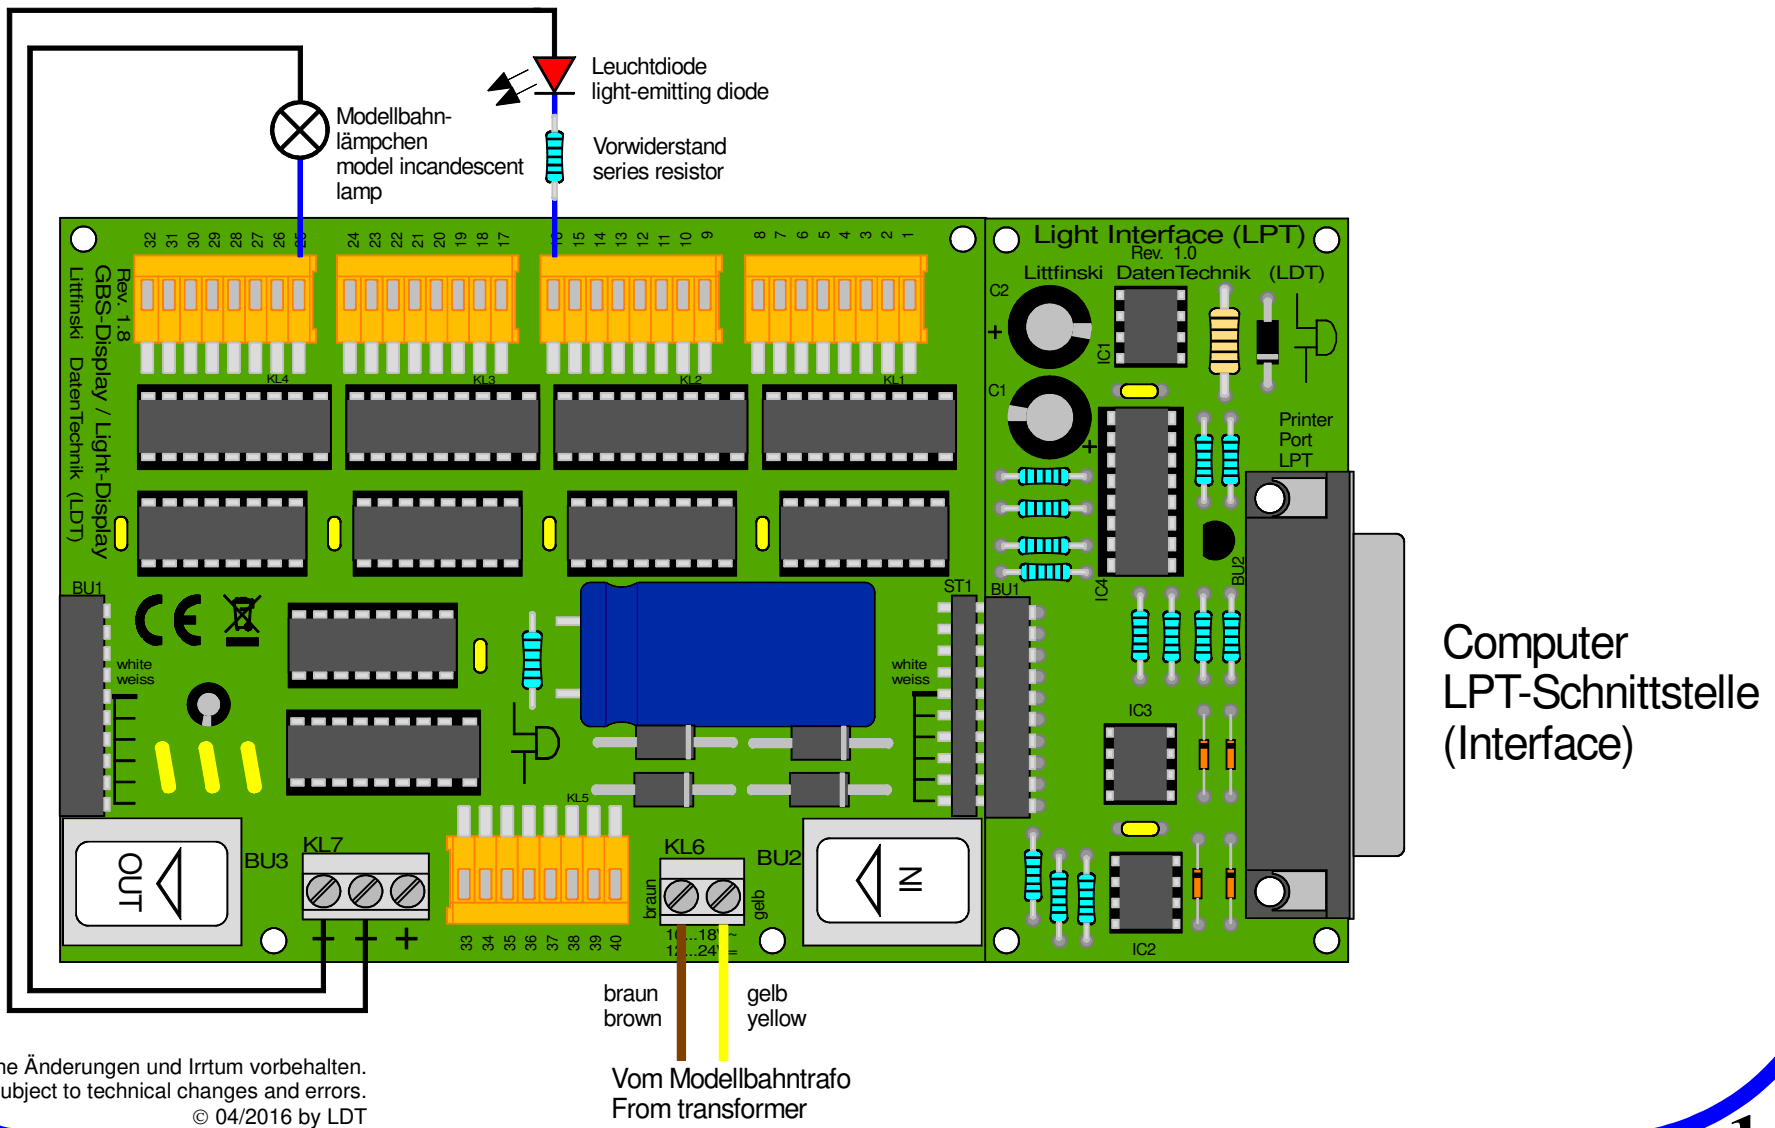 Leuchtdiode
light-emitting diode
Modellbahn-
lämpchen
model incandescent
lamp
Vorwiderstand
series resistor
32 31 30 29 28 27 26 25
24 23 22 21 20 19 18 17
16 15 14 13 12 11 10 9
8 7 6 5 4 3 2 1
Light Interface (LPT)
Rev. 1.0
Littfinski DatenTechnik (LDT)
Rev. 1.8
GBS-Display / Light-Display
Littfinski DatenTechnik (LDT)
C2
+
IC1
KL4
KL3
KL2
KL1
C1
+
Printer
Port
LPT
BU1
ST1
BU1
IC4
BU2
CE
white
weiss
white
weiss
Computer
LPT-Schnittstelle
(Interface)
IC3
KL5
OUT
BU3
KL7
KL6
BU2
IN
braun
gelb
+
33 34 35 36 37 38 39 40
10...18V ~
12...24V =
IC2
braun
brown
gelb
yellow
Vom Modellbahntrafo
From transformer
ne Änderungen und Irrtum vorbehalten.
ubject to technical changes and errors.
© 04/2016 by LDT